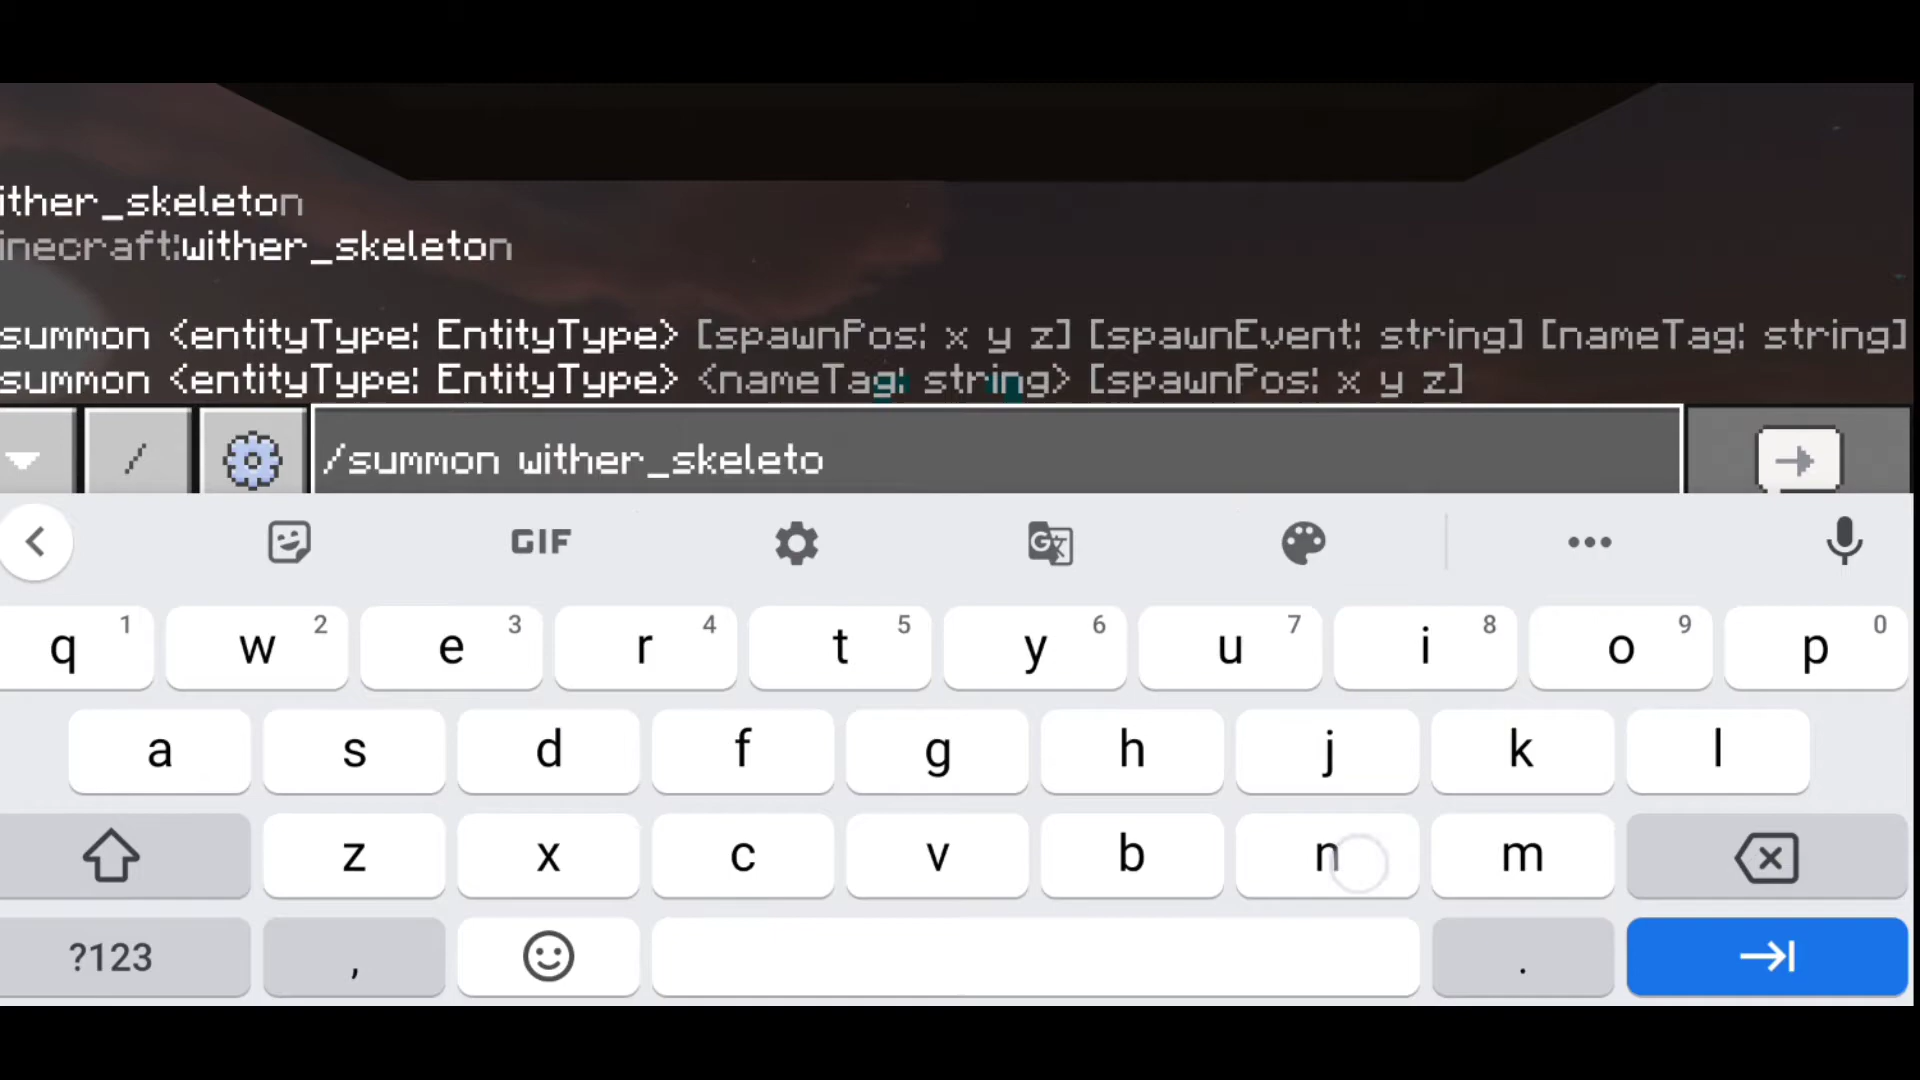 ither_skeleton
inecraft:wither_skeleton
summon <entityType: EntityType> [spawnPos: x y z] [spawnEvent: string] [nameTag: string]
summon <entityType: EntityType> <nameTag: string> [spawnPos: x y z]
/ /summon wither_skeleto
GIF G
q 1 w 2 e 3 r 4 t 5 y 6 u 7 i 8 o 9 p 0
a s d f g h j k l
z x c v b n m
?123 , .